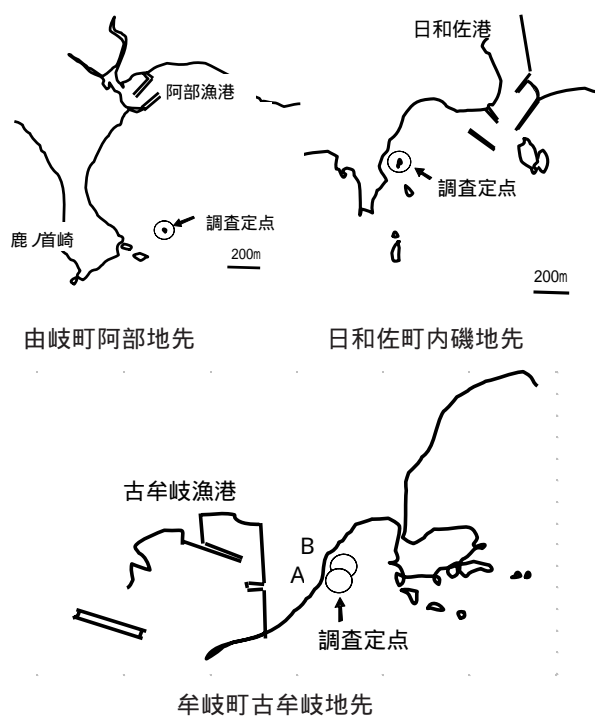 阿部漁港
調査定点
鹿ノ首崎
200m
由岐町阿部地先
日和佐港
調査定点
200m
日和佐町内磯地先
古牟岐漁港
B
A
調査定点
牟岐町古牟岐地先